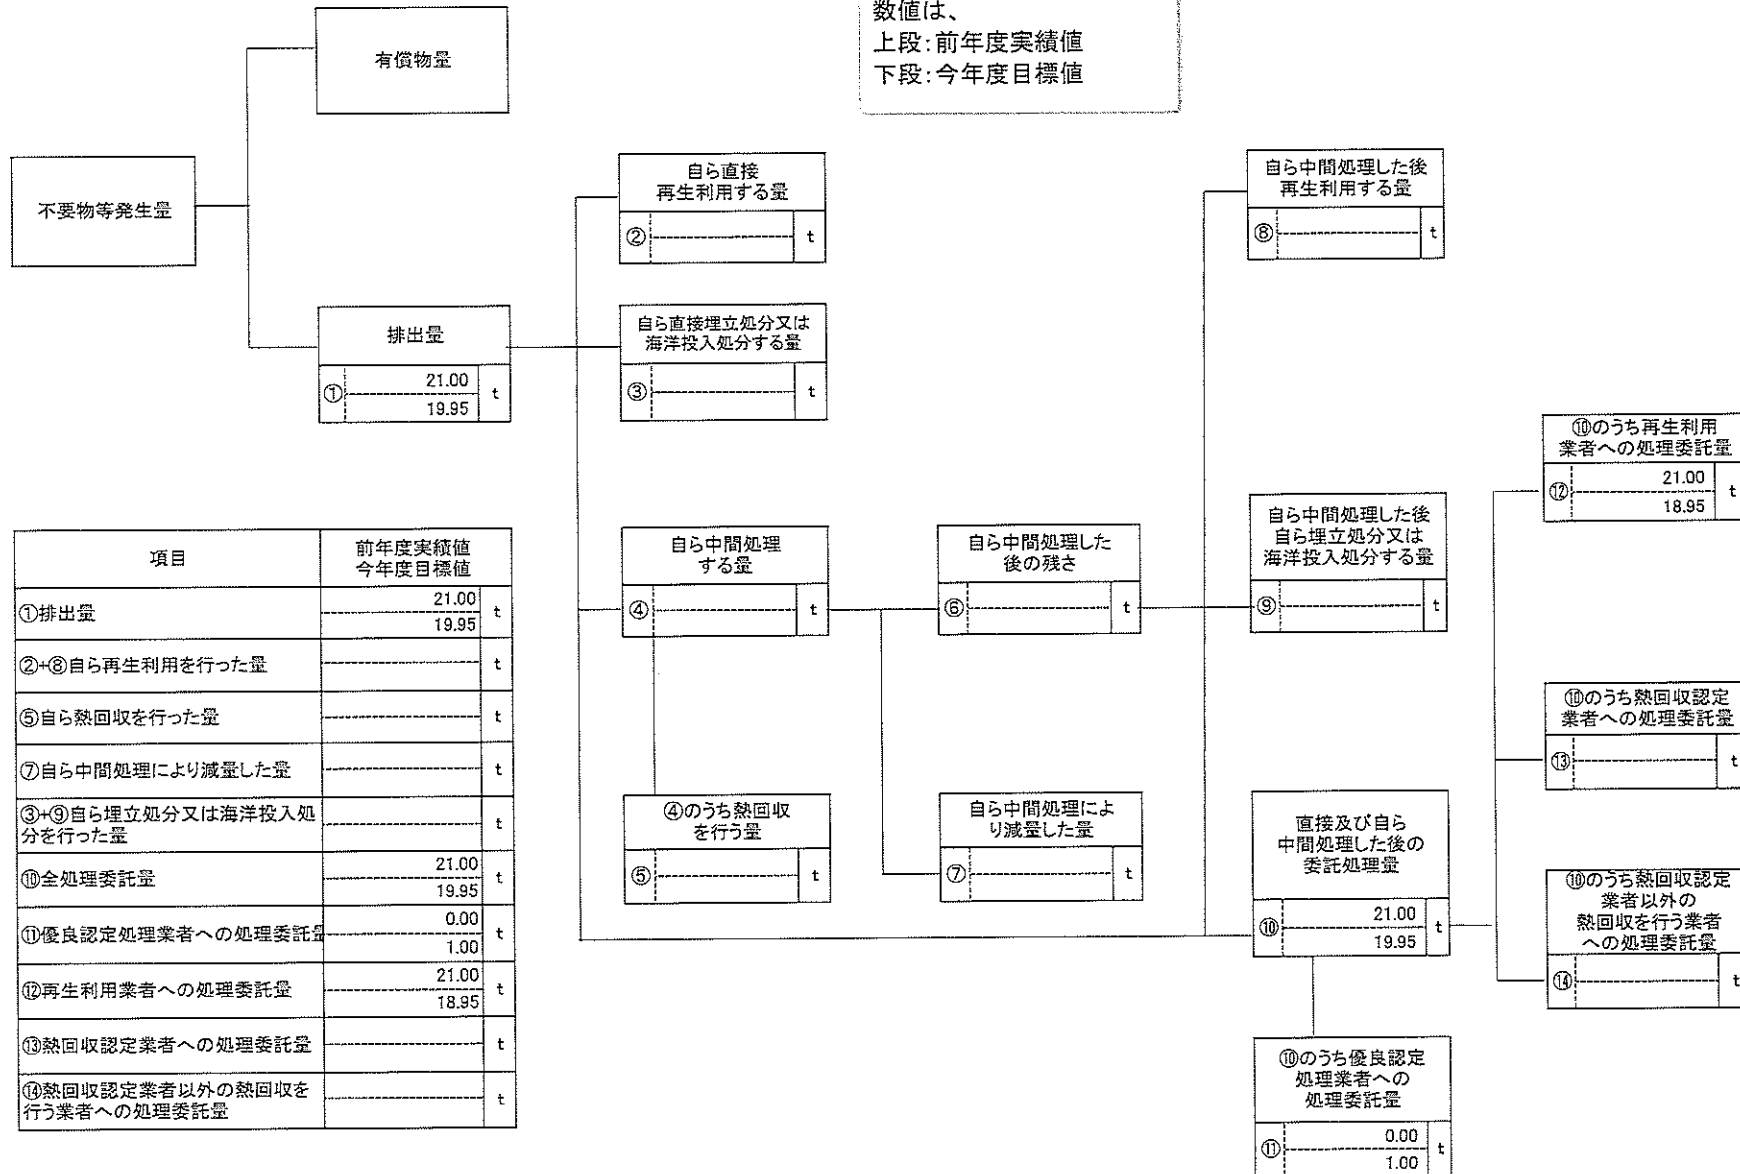 数値は、
上段:前年度実績値
下段:今年度目標値
有償物量
不要物等発生量
排出量
① 21.00 t
19.95
自ら直接
再生利用する量
② t
自ら直接埋立処分又は
海洋投入処分する量
③ t
自ら中間処理した後
再生利用する量
⑧ t
⑩のうち再生利用
業者への処理委託量
⑫ 21.00 t
18.95
自ら中間処理
する量
④ t
自ら中間処理した
後の残さ
⑥ t
自ら中間処理した後
自ら埋立処分又は
海洋投入処分する量
⑨ t
⑩のうち熱回収認定
業者への処理委託量
⑬ t
④のうち熱回収
を行う量
⑤ t
自ら中間処理によ
り減量した量
⑦ t
直接及び自ら
中間処理した後の
委託処理量
⑩ 21.00 t
19.95
⑩のうち熱回収認定
業者以外の
熱回収を行う業者
への処理委託量
⑭ t
⑩のうち優良認定
処理業者への
処理委託量
⑪ 0.00 t
1.00
項目 前年度実績値
今年度目標値
①排出量 21.00 t
19.95
②+⑧自ら再生利用を行った量 t
⑤自ら熱回収を行った量 t
⑦自ら中間処理により減量した量 t
③+⑨自ら埋立処分又は海洋投入処
分を行った量 t
⑩全処理委託量 21.00 t
19.95
⑪優良認定処理業者への処理委託量 0.00 t
1.00
⑫再生利用業者への処理委託量 21.00 t
18.95
⑬熱回収認定業者への処理委託量 t
⑭熱回収認定業者以外の熱回収を
行う業者への処理委託量 t